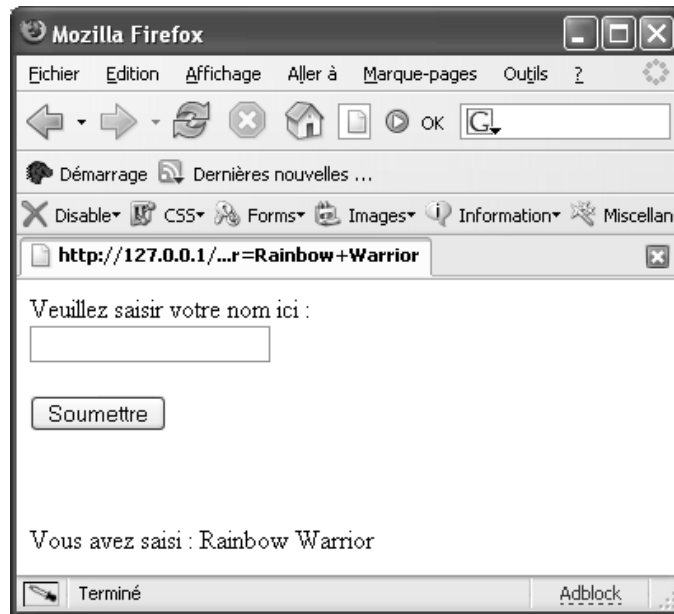 Mozilla Firefox
Fichier Edition Affichage Aller à Marque-pages Outils ?
OK G
Démarrage Dernières nouvelles ...
Disable CSS Forms Images Information Miscellan
http://127.0.0.1/...r=Rainbow+Warrior
Veuillez saisir votre nom ici :
Soumettre
Vous avez saisi : Rainbow Warrior
Terminé Adblock